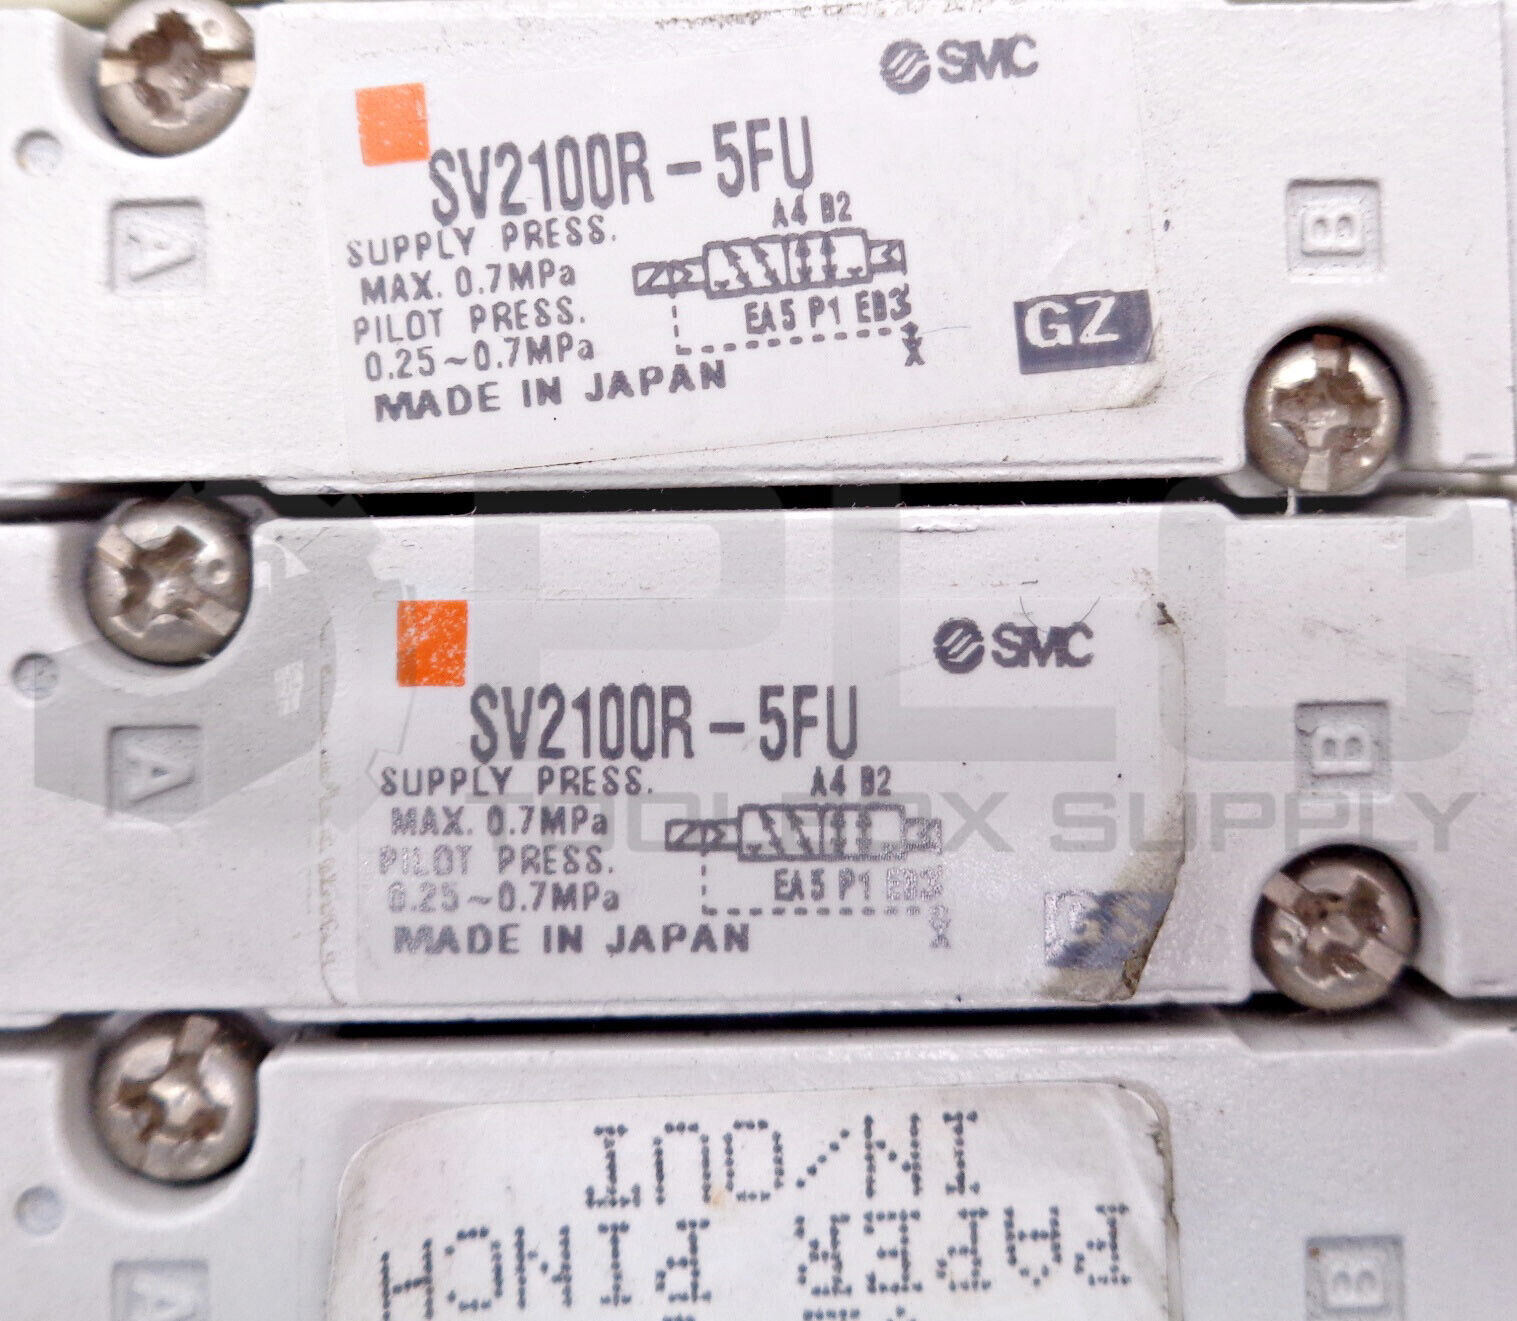 SMC
SV2100R-5FU
A4 B2
SUPPLY PRESS.
MAX. 0.7MPa
PILOT PRESS.
0.25~0.7MPa
EA5 P1 EB3
X
MADE IN JAPAN
GZ
A
B
SMC
SV2100R-5FU
A4 B2
SUPPLY PRESS.
MAX. 0.7MPa
PILOT PRESS.
0.25~0.7MPa
EA5 P1 EB3
X
MADE IN JAPAN
A
B
PLC
TOOLBOX SUPPLY
PAPER PINCH
IN/OUT
A
B